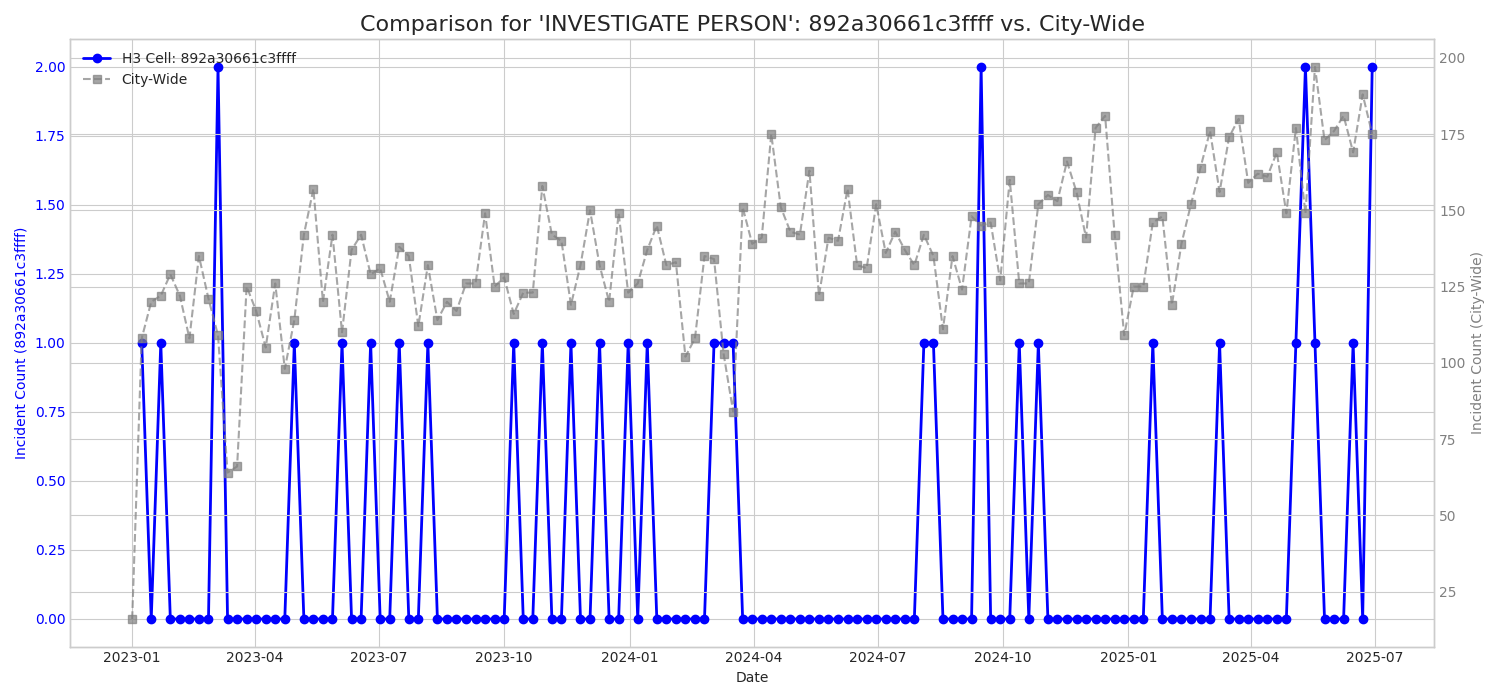 Comparison for 'INVESTIGATE PERSON': 892a30661c3ffff vs. City-Wide
H3 Cell: 892a30661c3ffff
City-Wide
Incident Count (892a30661c3ffff)
2.00
1.75
1.50
1.25
1.00
0.75
0.50
0.25
0.00
200
175
150
125
100
75
50
25
Incident Count (City-Wide)
2023-01 2023-04 2023-07 2023-10 2024-01 2024-04 2024-07 2024-10 2025-01 2025-04 2025-07
Date